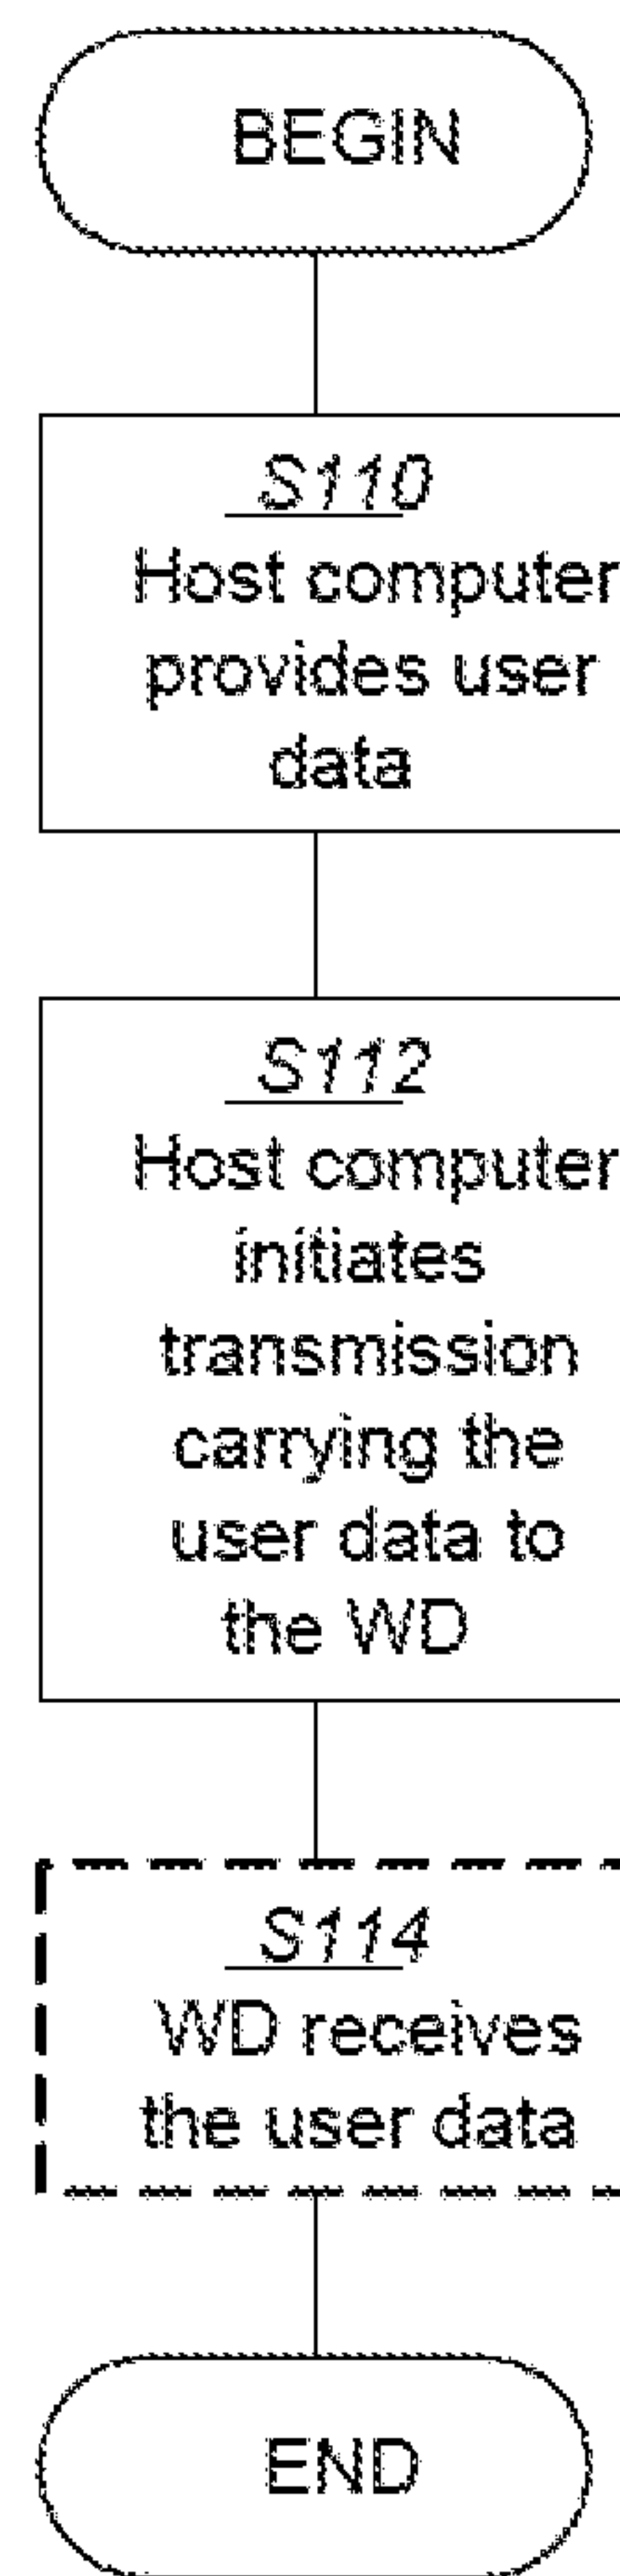 BEGIN
S110
Host computer
provides user
data
S112
Host computer
initiates
transmission
carrying the
user data to
the WD
S114
WD receives
the user data
END